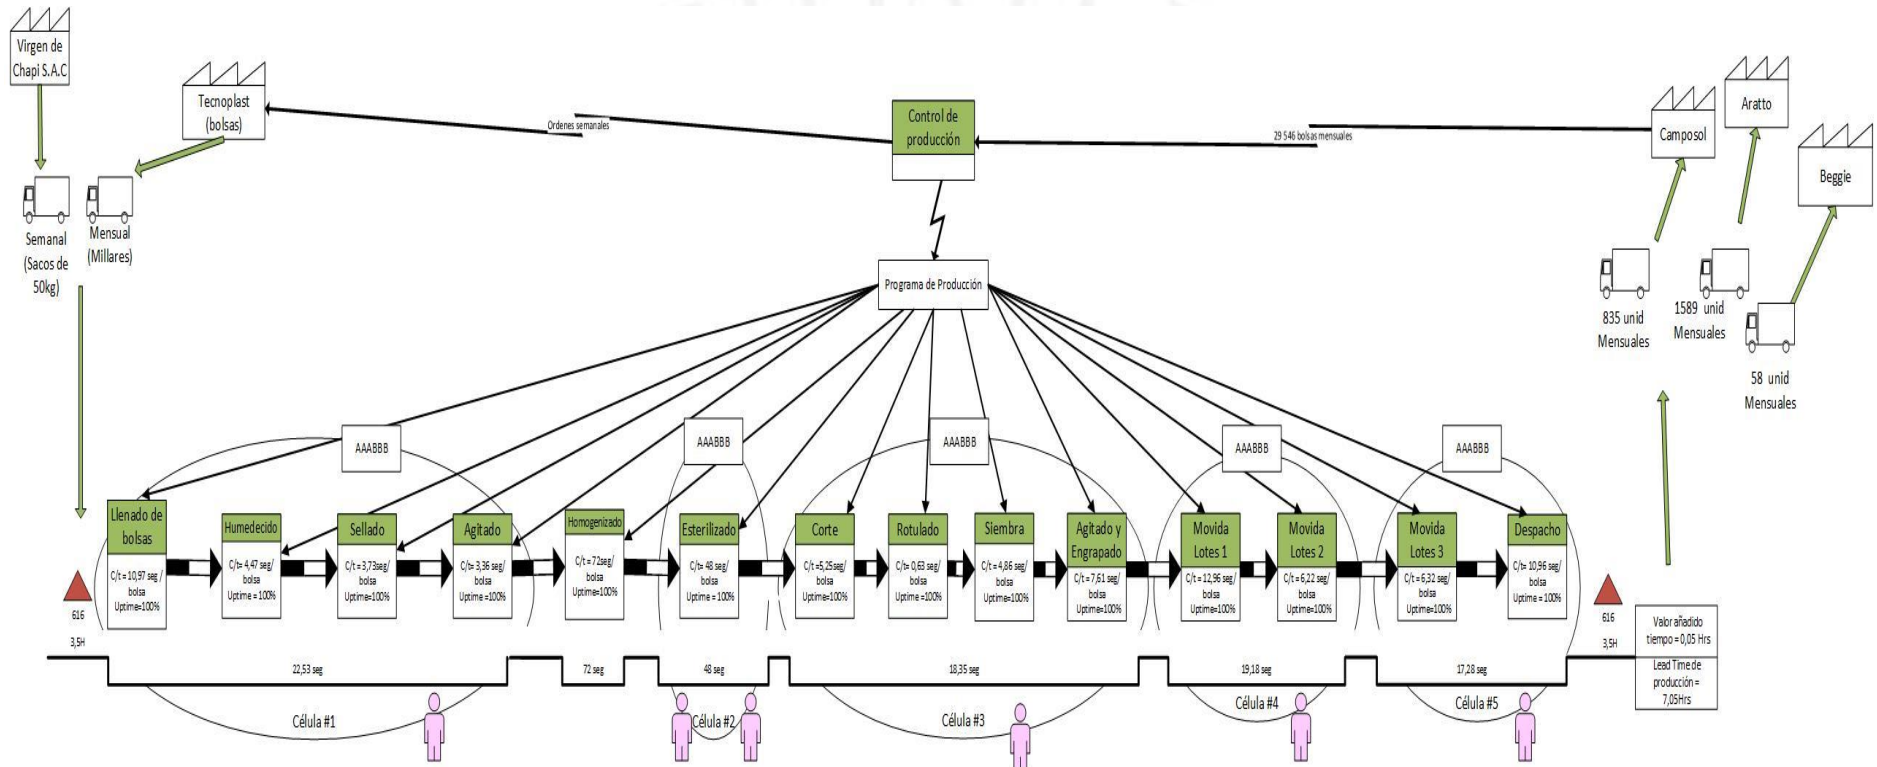 Virgen de
Chapi S.A.C
Tecnoplast
(bolsas)
Ordenes semanales
Control de
producción
29 546 bolsas mensuales
Camposol
Aratto
Beggie
Semanal
(Sacos de
50kg)
Mensual
(Millares)
Programa de Producción
835 unid
Mensuales
1589 unid
Mensuales
58 unid
Mensuales
AAABBB
AAABBB
AAABBB
AAABBB
AAABBB
Llenado de
bolsas
C/t = 10,97 seg /
bolsa
Uptime=100%
Humedecido
C/t= 4,47 seg/
bolsa
Uptime = 100%
Sellado
C/t = 3,73seg/
bolsa
Uptime=100%
Agitado
C/t= 3,36 seg/
bolsa
Uptime =100%
Homogenizado
C/t = 72seg/
bolsa
Uptime=100%
Esterilizado
C/t= 48 seg/
bolsa
Uptime = 100%
Corte
C/t =5,25seg/
bolsa
Uptime=100%
Rotulado
C/t= 0,63 seg/
bolsa
Uptime=100%
Siembra
C/t = 4,86 seg/
bolsa
Uptime=100%
Agitado y
Engrapado
C/t = 7,61 seg/
bolsa
Uptime=100%
Movida
Lotes 1
C/t = 12,96 seg/
bolsa
Uptime=100%
Movida
Lotes 2
C/t = 6,22 seg/
bolsa
Uptime=100%
Movida
Lotes 3
C/t = 6,32 seg/
bolsa
Uptime=100%
Despacho
C/t= 10,96 seg/
bolsa
Uptime = 100%
616
3,5H
616
3,5H
Valor añadido
tiempo = 0,05 Hrs
Lead Time de
producción =
7,05Hrs
22,53 seg
72 seg
48 seg
18,35 seg
19,18 seg
17,28 seg
Célula #1
Célula #2
Célula #3
Célula #4
Célula #5